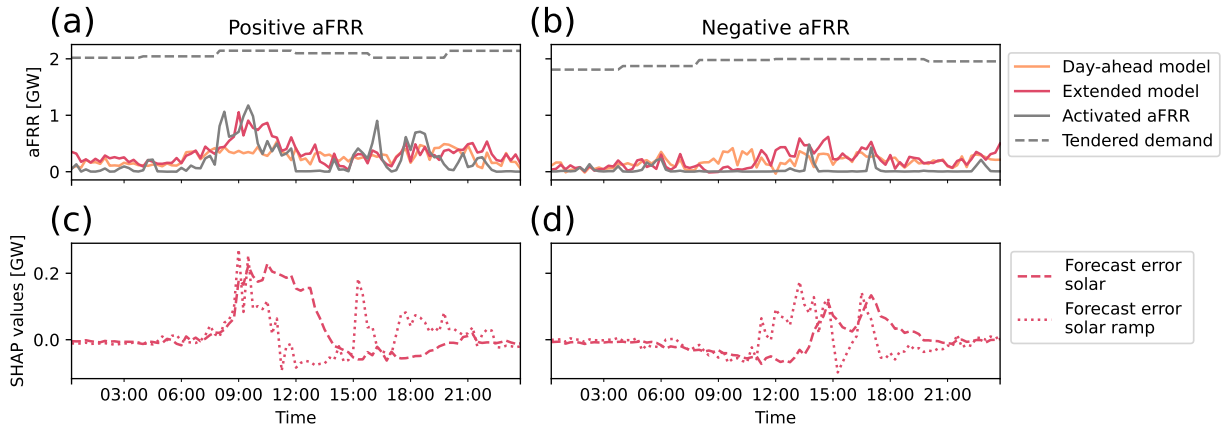 (a)
Positive aFRR
(b)
Negative aFRR
aFRR [GW]
2
1
0
Day-ahead model
Extended model
Activated aFRR
Tendered demand
(c)
(d)
SHAP values [GW]
0.2
0.0
Forecast error
solar
Forecast error
solar ramp
03:00 06:00 09:00 12:00 15:00 18:00 21:00
03:00 06:00 09:00 12:00 15:00 18:00 21:00
Time
Time